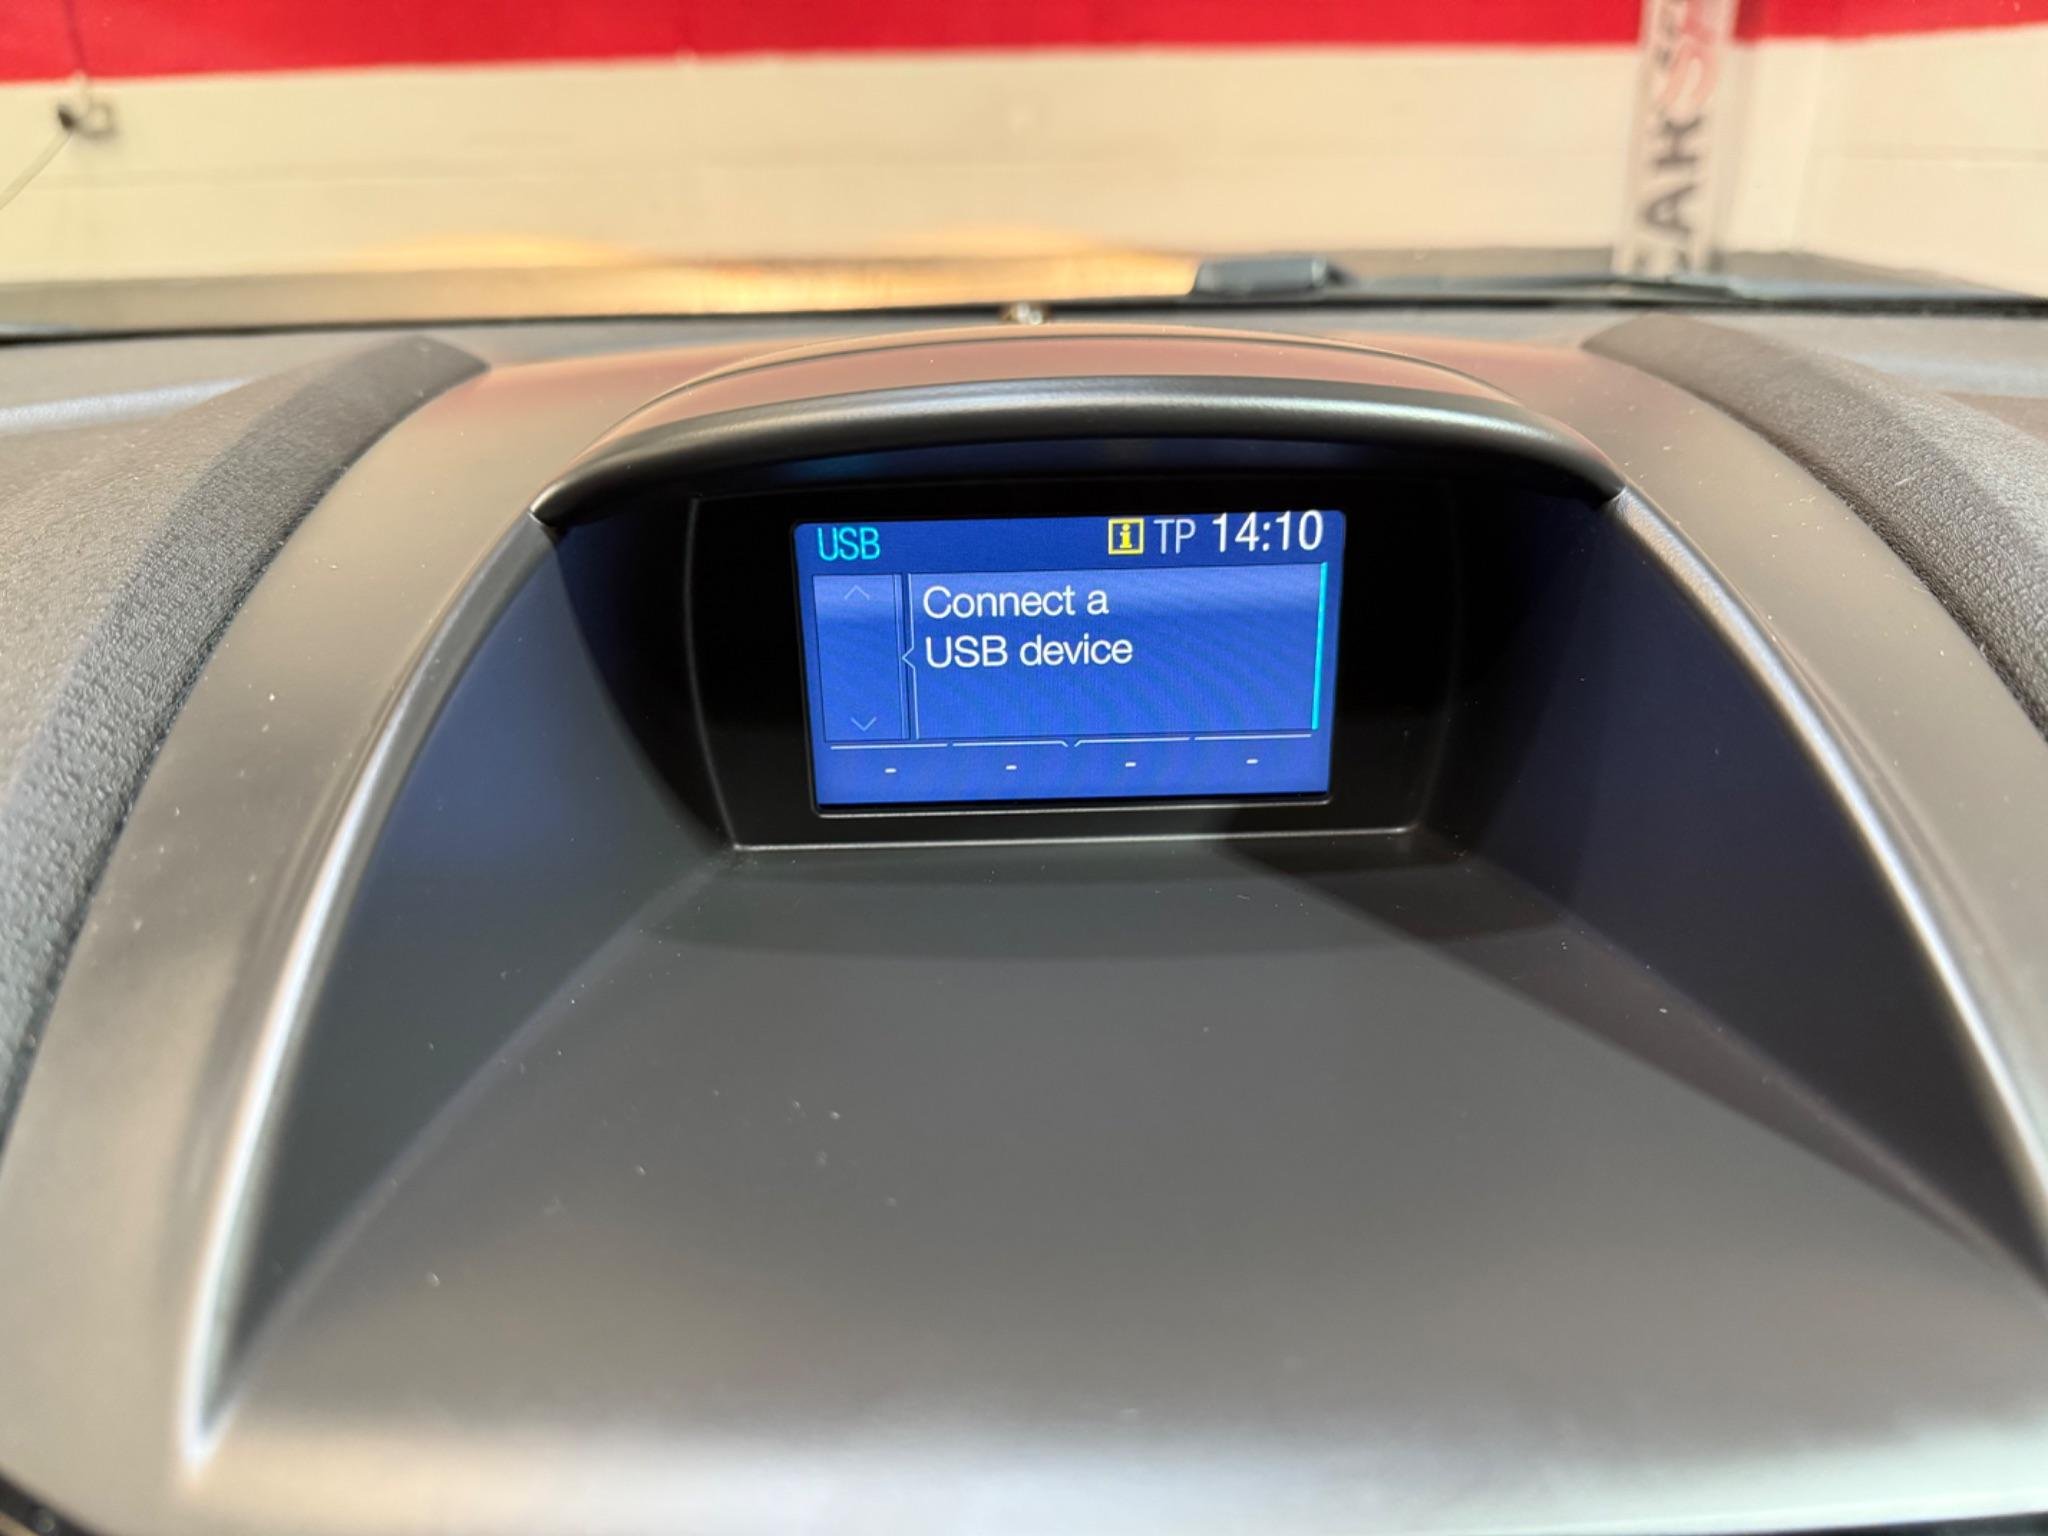 USB
i TP 14:10
Connect a
USB device
- - - -